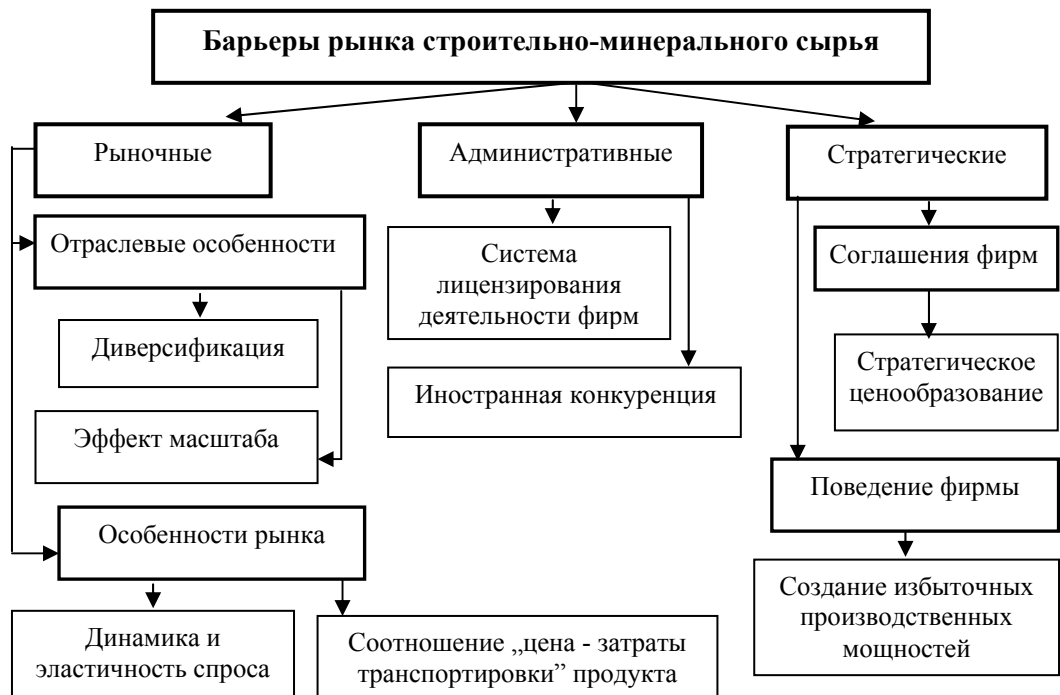 Барьеры рынка строительно-минерального сырья
Рыночные
Административные
Стратегические
Отраслевые особенности
Система
лицензирования
деятельности фирм
Соглашения фирм
Диверсификация
Стратегическое
ценообразование
Иностранная конкуренция
Эффект масштаба
Поведение фирмы
Особенности рынка
Создание избыточных
производственных
мощностей
Динамика и
эластичность спроса
Соотношение „цена - затраты
транспортировки” продукта